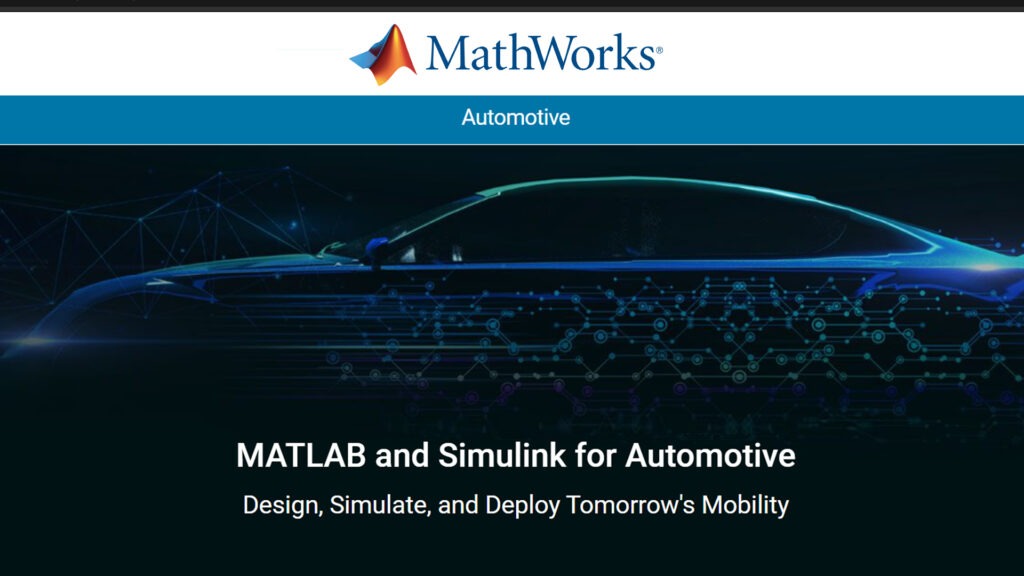 MathWorks®
Automotive
MATLAB and Simulink for Automotive
Design, Simulate, and Deploy Tomorrow's Mobility